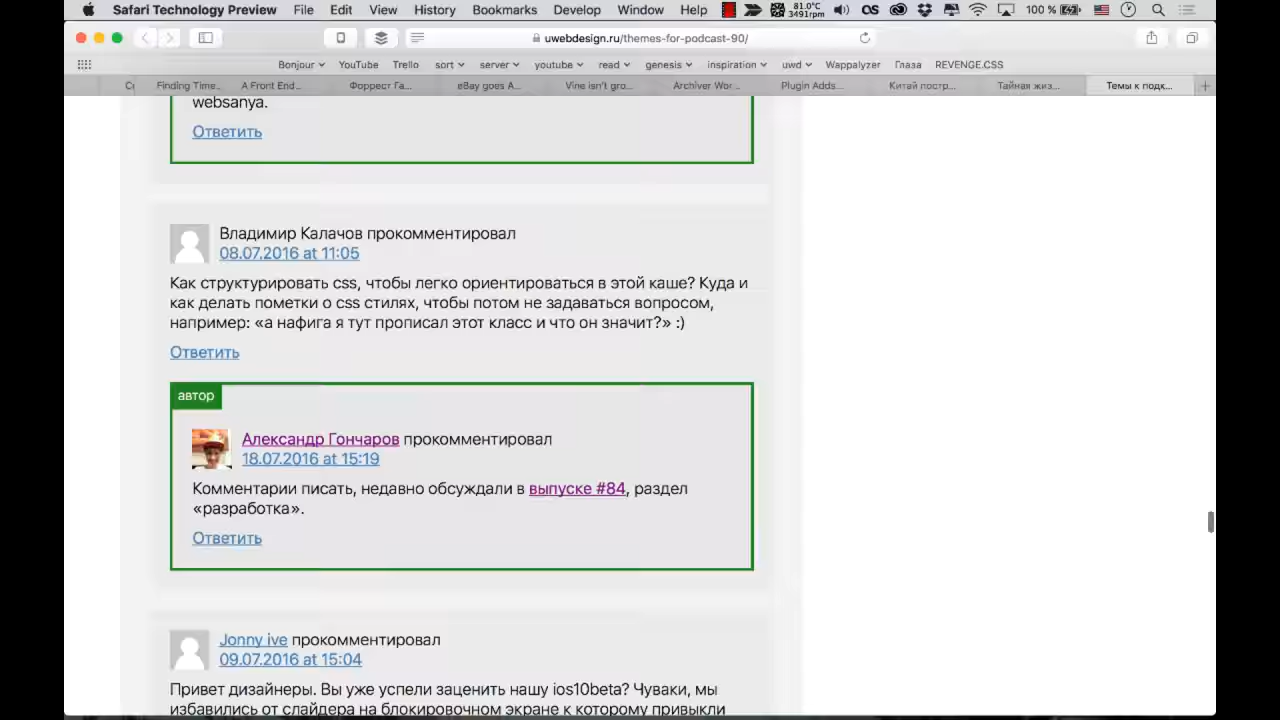 Safari Technology Preview File Edit View History Bookmarks Develop Window Help 81.0°C 3491rpm 100 %
uwebdesign.ru/themes-for-podcast-90/
Bonjour YouTube Trello sort server youtube read genesis inspiration uwd Wappalyzer Глаза REVENGE.CSS
Finding Time... A Front End... Форрест Га... eBay goes A... Vine isn't gro... Archiver Wor... Plugin Adds... Китай постр... Тайная жиз... Темы к подк...
websanya.
Ответить
Владимир Калачов прокомментировал
08.07.2016 at 11:05
Как структурировать css, чтобы легко ориентироваться в этой каше? Куда и
как делать пометки о css стилях, чтобы потом не задаваться вопросом,
например: «а нафига я тут прописал этот класс и что он значит?» :)
Ответить
автор
Александр Гончаров прокомментировал
18.07.2016 at 15:19
Комментарии писать, недавно обсуждали в выпуске #84, раздел
«разработка».
Ответить
Jonny ive прокомментировал
09.07.2016 at 15:04
Привет дизайнеры. Вы уже успели заценить нашу ios10beta? Чуваки, мы
избавились от слайдера на блокировочном экране к которому привыкли